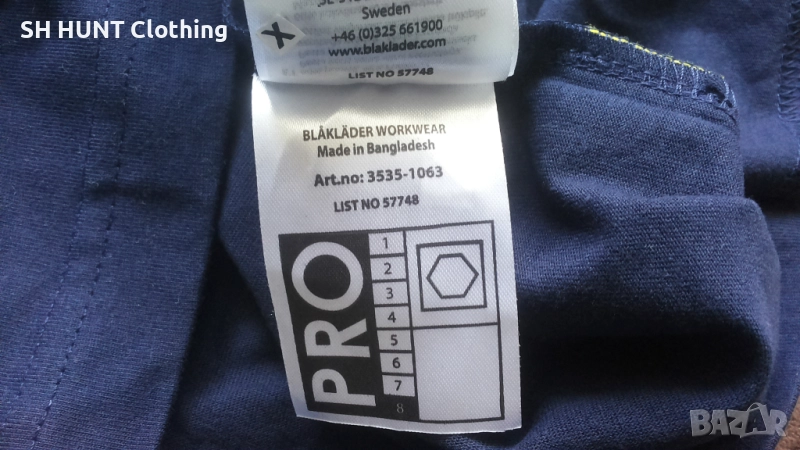 SH HUNT Clothing
Sweden
+46 (0)325 661900
www.blaklader.com
LIST NO 57748
BLÅKLÄDER WORKWEAR
Made in Bangladesh
Art.no: 3535-1063
LIST NO 57748
PRO
1
2
3
4
5
6
7
8
BAZAR